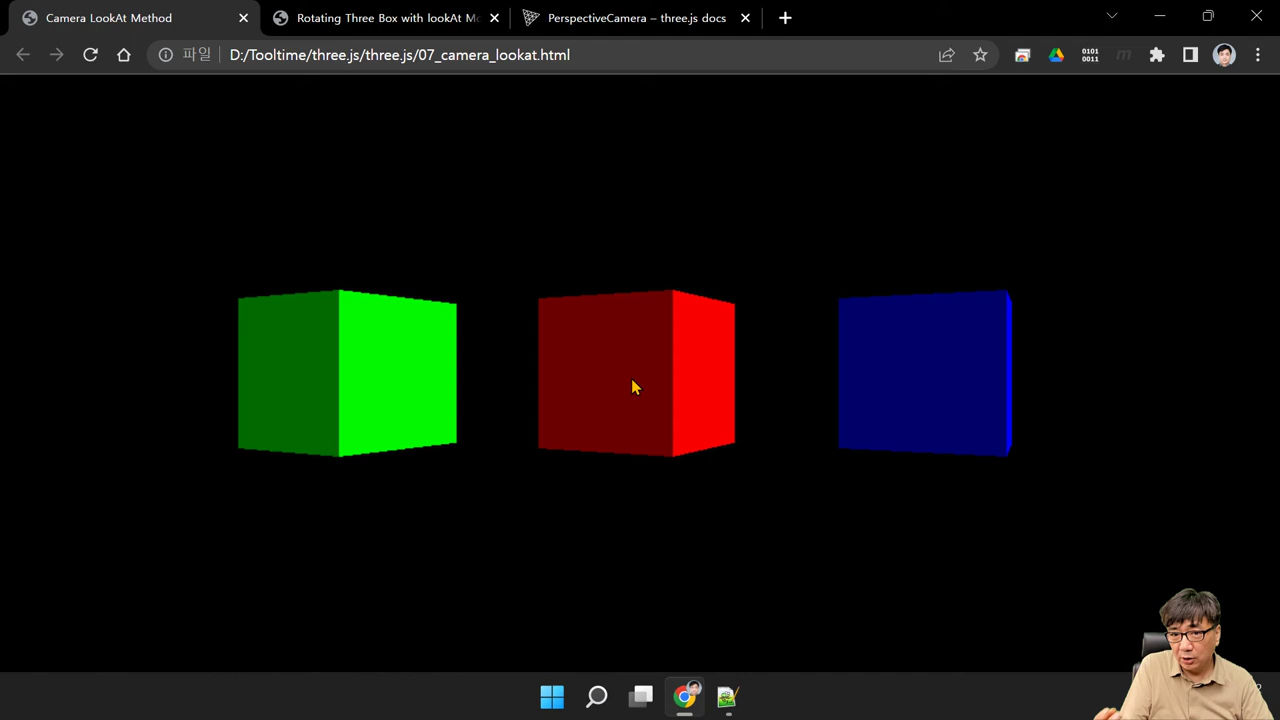 Camera LookAt Method
Rotating Three Box with lookAt M
PerspectiveCamera – three.js docs
파일
D:/Tooltime/three.js/three.js/07_camera_lookat.html
0101
0011
m